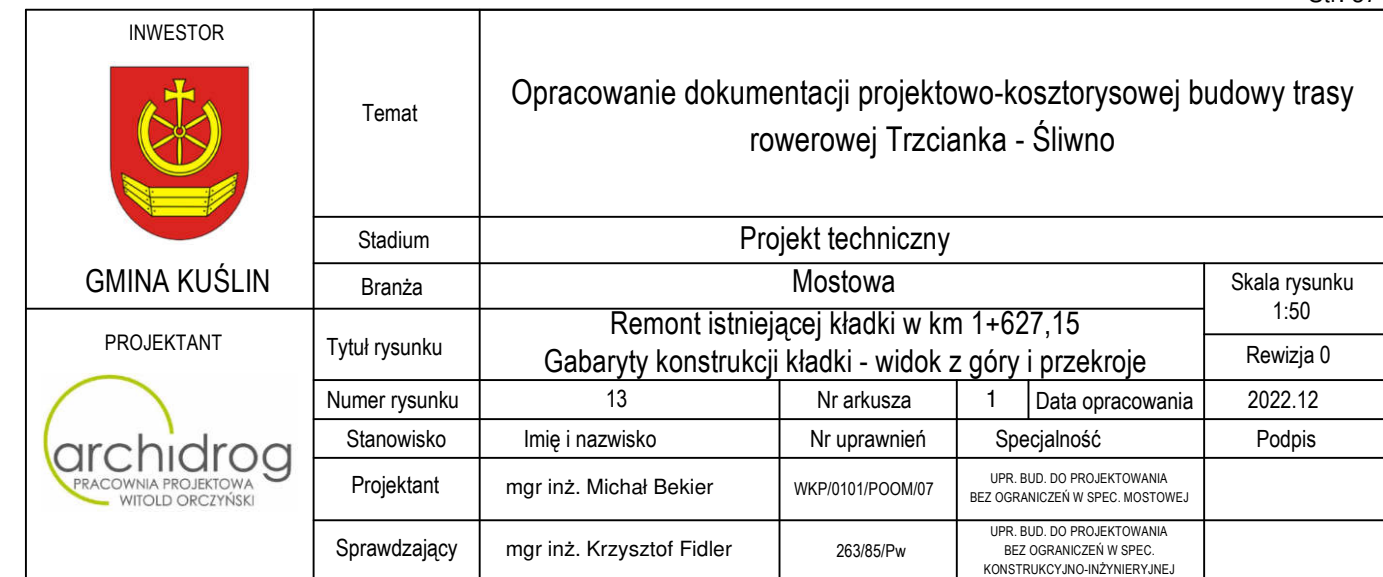 INWESTOR
GMINA KUŚLIN
Temat
Opracowanie dokumentacji projektowo-kosztorysowej budowy trasy
rowerowej Trzcianka - Śliwno
Stadium
Projekt techniczny
Branża
Mostowa
Skala rysunku
1:50
PROJEKTANT
archidrog
PRACOWNIA PROJEKTOWA
WITOLD ORCZYŃSKI
Tytuł rysunku
Remont istniejącej kładki w km 1+627,15
Gabaryty konstrukcji kładki - widok z góry i przekroje
Rewizja 0
Numer rysunku
13
Nr arkusza
1
Data opracowania
2022.12
Stanowisko
Imię i nazwisko
Nr uprawnień
Specjalność
Podpis
Projektant
mgr inż. Michał Bekier
WKP/0101/POOM/07
UPR. BUD. DO PROJEKTOWANIA
BEZ OGRANICZEŃ W SPEC. MOSTOWEJ
Sprawdzający
mgr inż. Krzysztof Fidler
263/85/Pw
UPR. BUD. DO PROJEKTOWANIA
BEZ OGRANICZEŃ W SPEC.
KONSTRUKCYJNO-INŻYNIERYJNEJ